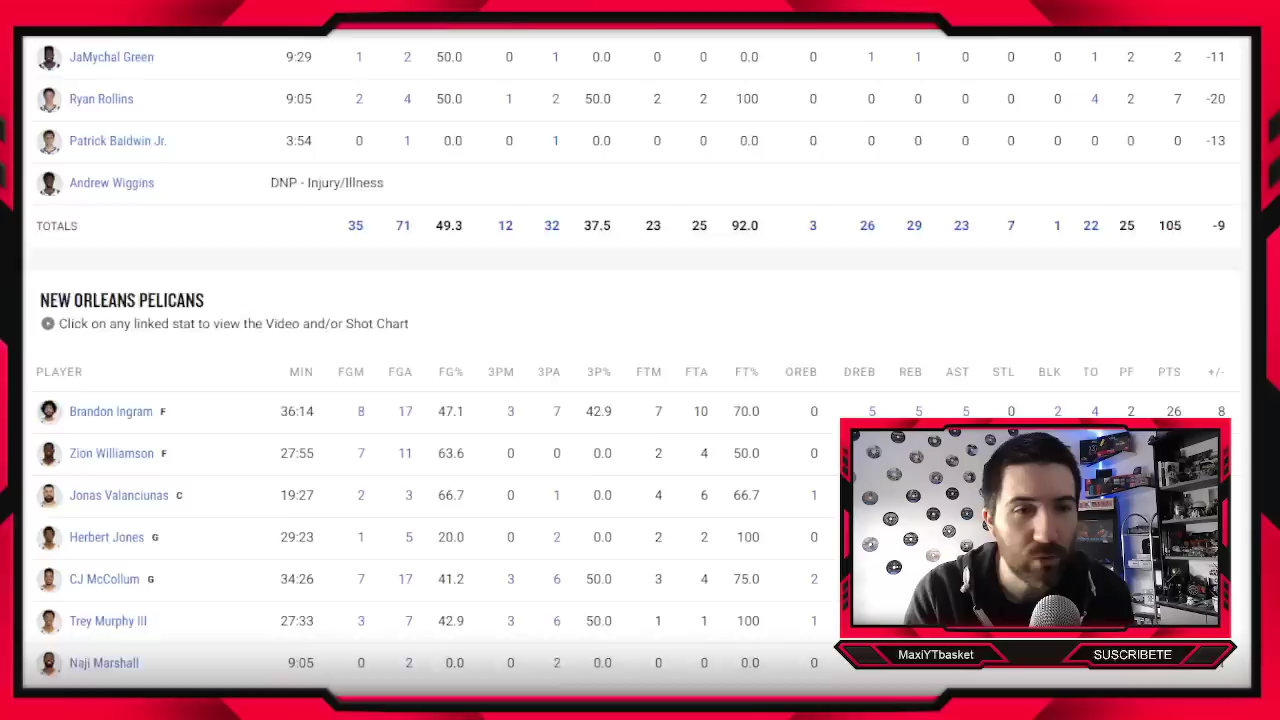 JaMychal Green 9:29 1 2 50.0 0 1 0.0 0 0 0.0 0 1 1 0 0 0 1 2 2 -11
Ryan Rollins 9:05 2 4 50.0 1 2 50.0 2 2 100 0 0 0 0 0 0 4 2 7 -20
Patrick Baldwin Jr. 3:54 0 1 0.0 0 1 0.0 0 0 0.0 0 0 0 0 0 0 0 0 0 -13
Andrew Wiggins DNP - Injury/Illness
TOTALS 35 71 49.3 12 32 37.5 23 25 92.0 3 26 29 23 7 1 22 25 105 -9
NEW ORLEANS PELICANS
Click on any linked stat to view the Video and/or Shot Chart
PLAYER MIN FGM FGA FG% 3PM 3PA 3P% FTM FTA FT% OREB DREB REB AST STL BLK TO PF PTS +/-
Brandon Ingram F 36:14 8 17 47.1 3 7 42.9 7 10 70.0 0 5 5 5 0 2 4 2 26 8
Zion Williamson F 27:55 7 11 63.6 0 0 0.0 2 4 50.0 0
Jonas Valanciunas C 19:27 2 3 66.7 0 1 0.0 4 6 66.7 1
Herbert Jones G 29:23 1 5 20.0 0 2 0.0 2 2 100 0
CJ McCollum G 34:26 7 17 41.2 3 6 50.0 3 4 75.0 2
Trey Murphy III 27:33 3 7 42.9 3 6 50.0 1 1 100 1
Naji Marshall 9:05 0 2 0.0 0 2 0.0 0 0 0.0 0
MaxiYTbasket SUSCRIBETE